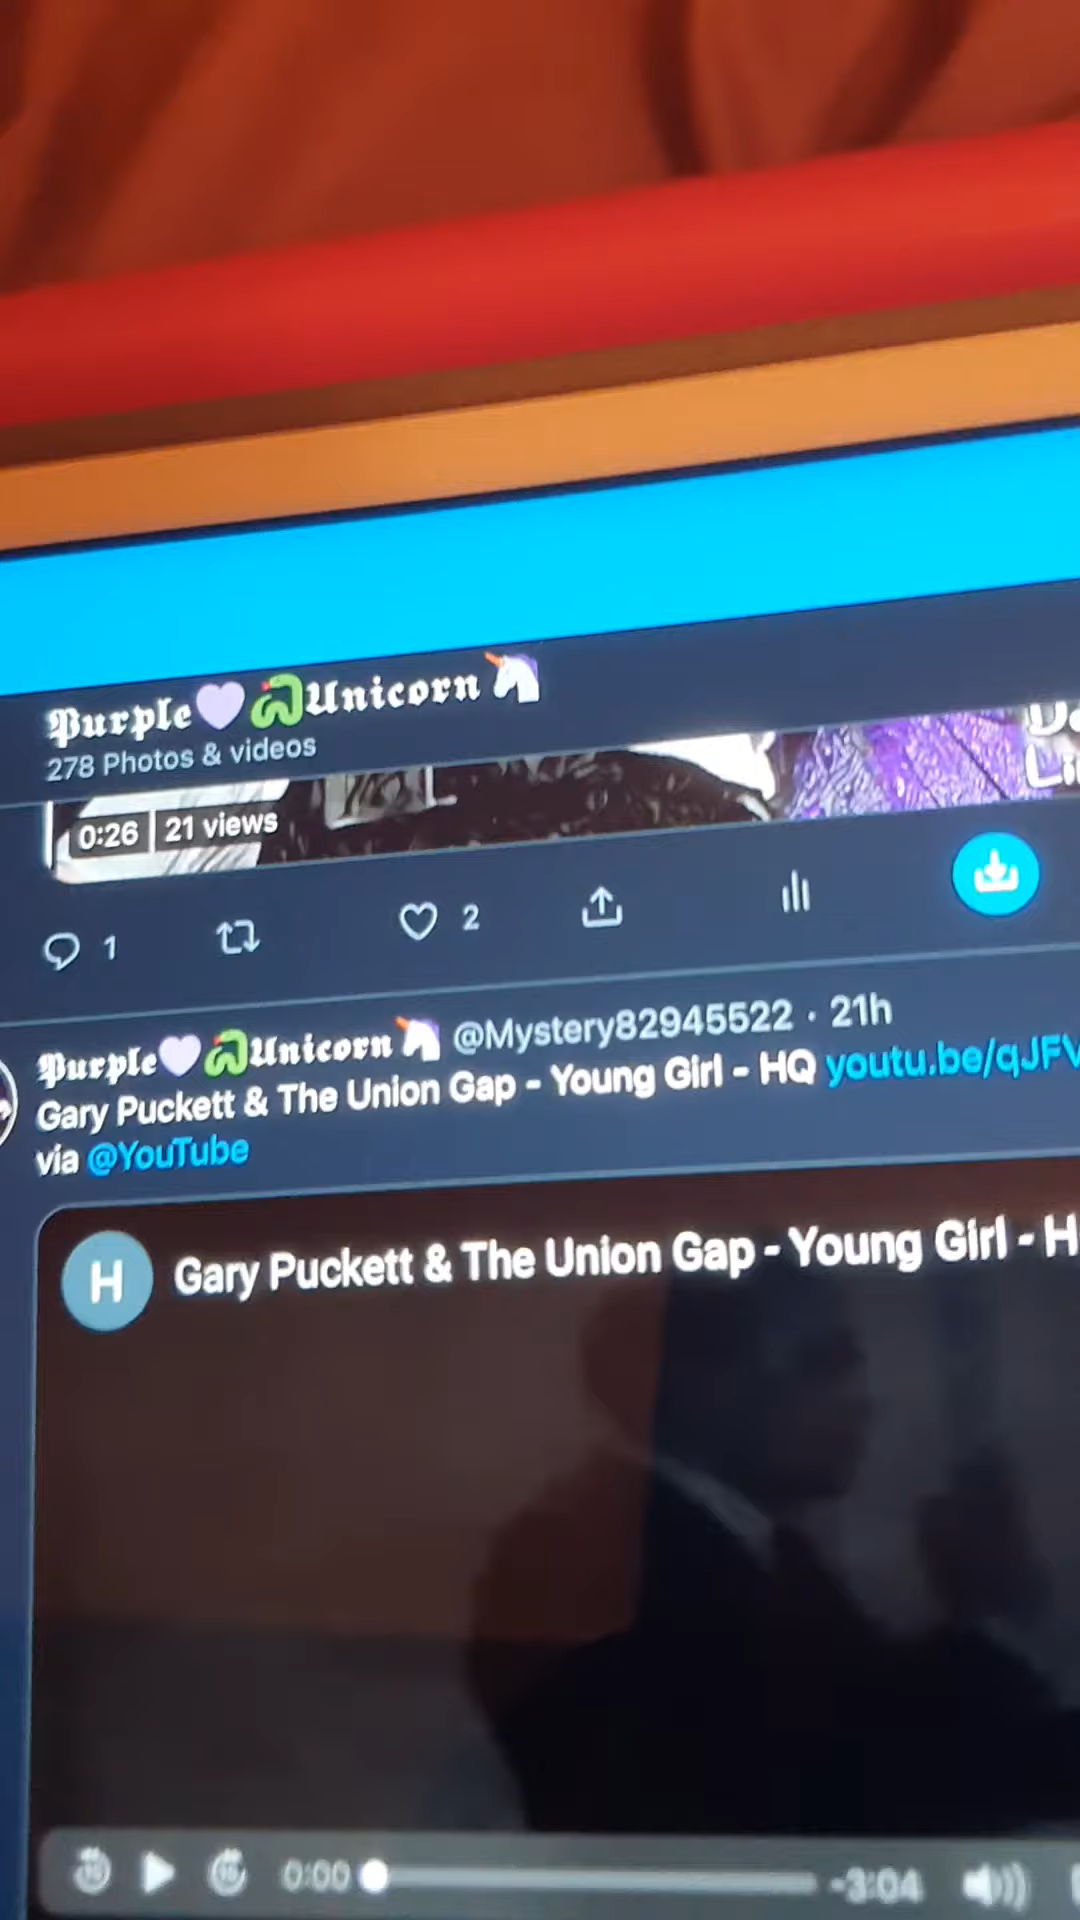 𝕻𝖚𝖗𝖕𝖑𝖊💜🐍𝖀𝖓𝖎𝖈𝖔𝖗𝖓🦄
278 Photos & videos
0:26 | 21 views
1 2
𝕻𝖚𝖗𝖕𝖑𝖊💜🐍𝖀𝖓𝖎𝖈𝖔𝖗𝖓🦄 @Mystery82945522 · 21h
Gary Puckett & The Union Gap - Young Girl - HQ youtu.be/qJFV
via @YouTube
H Gary Puckett & The Union Gap - Young Girl - H
0:00 -3:04